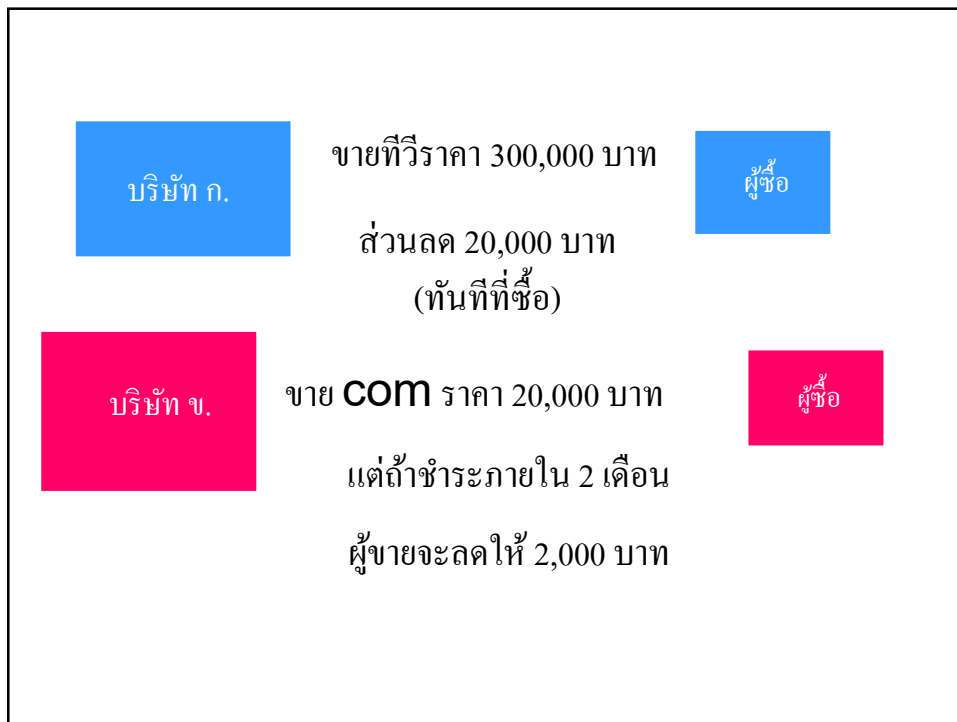 บริษัท ก.
ขายทีวีราคา 300,000 บาท
ผู้ซื้อ
ส่วนลด 20,000 บาท
(ทันทีที่ซื้อ)
บริษัท ข.
ขาย com ราคา 20,000 บาท
ผู้ซื้อ
แต่ถ้าชำระภายใน 2 เดือน
ผู้ขายจะลดให้ 2,000 บาท